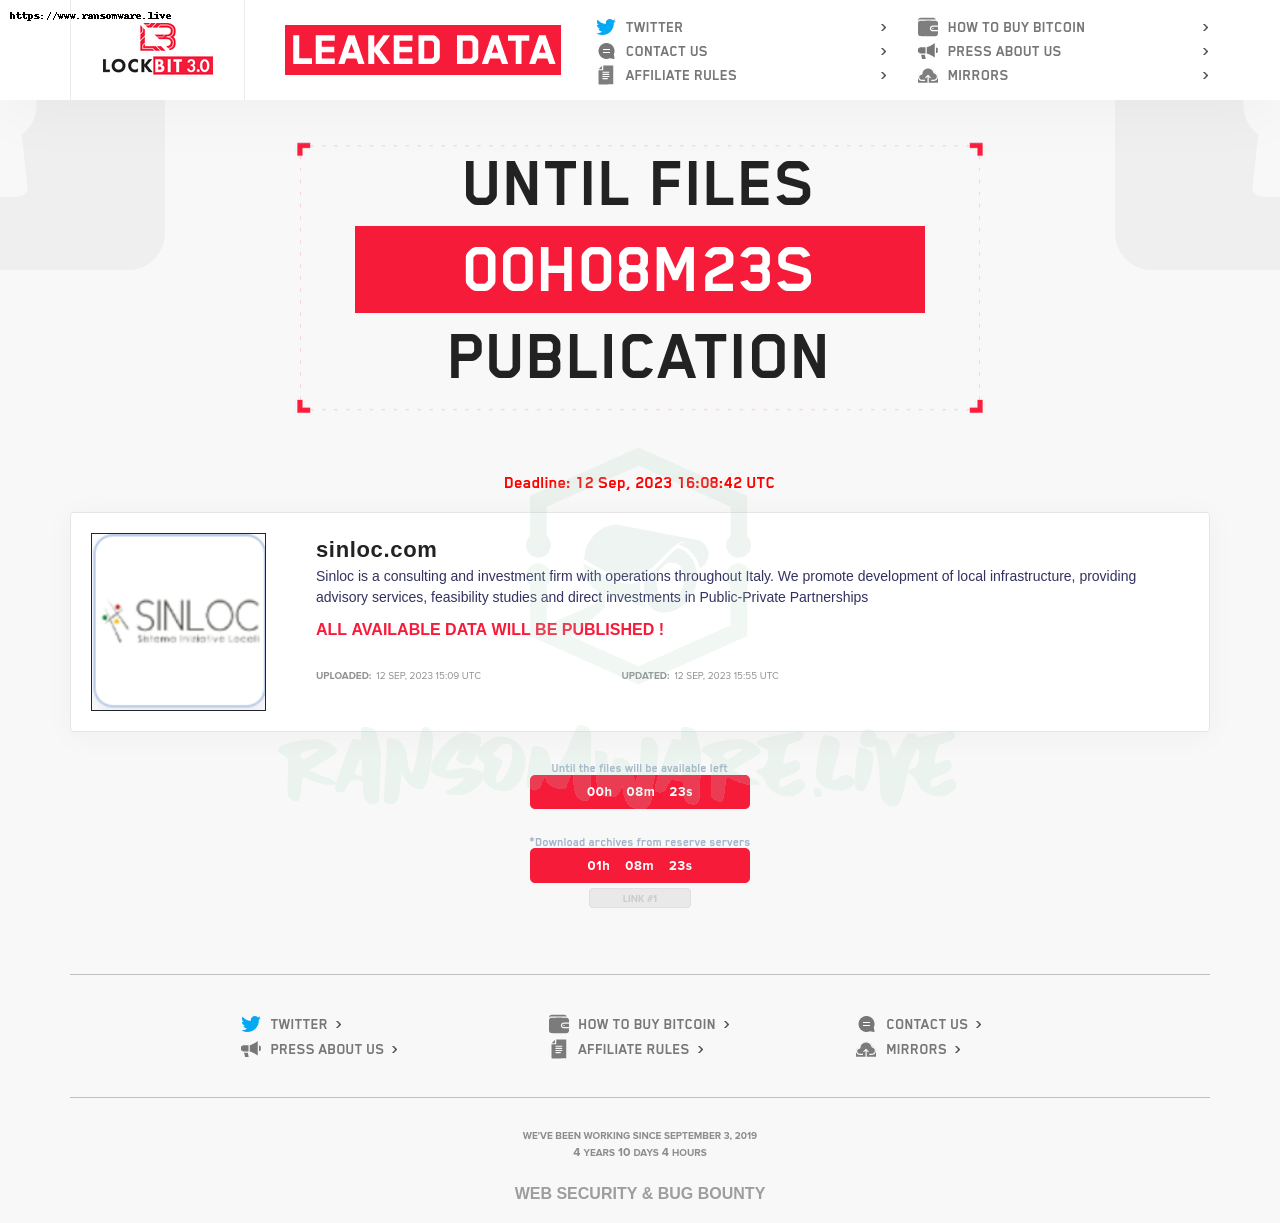 https://www.ransomware.live
LOCKBIT 3.0
LEAKED DATA
TWITTER
CONTACT US
AFFILIATE RULES
HOW TO BUY BITCOIN
PRESS ABOUT US
MIRRORS
UNTIL FILES
00H08M23S
PUBLICATION
Deadline: 12 Sep, 2023 16:08:42 UTC
SINLOC
Sistema Iniziative Locali
sinloc.com
Sinloc is a consulting and investment firm with operations throughout Italy. We promote development of local infrastructure, providing
advisory services, feasibility studies and direct investments in Public-Private Partnerships
ALL AVAILABLE DATA WILL BE PUBLISHED !
UPLOADED: 12 SEP, 2023 15:09 UTC UPDATED: 12 SEP, 2023 15:55 UTC
RANSOMWARE.LIVE
Until the files will be available left
00h 08m 23s
*Download archives from reserve servers
01h 08m 23s
LINK #1
TWITTER HOW TO BUY BITCOIN CONTACT US
PRESS ABOUT US AFFILIATE RULES MIRRORS
WE'VE BEEN WORKING SINCE SEPTEMBER 3, 2019
4 YEARS 10 DAYS 4 HOURS
WEB SECURITY & BUG BOUNTY